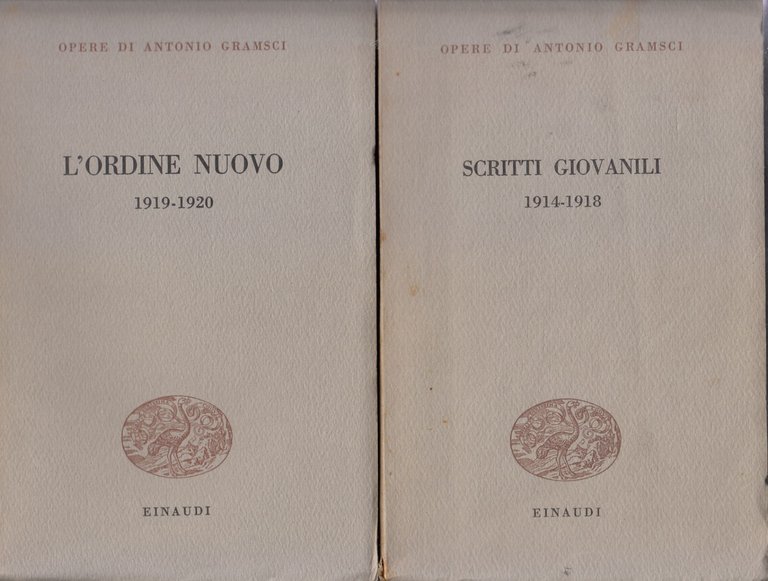 OPERE DI ANTONIO GRAMSCI
L'ORDINE NUOVO
1919-1920
EINAUDI
OPERE DI ANTONIO GRAMSCI
SCRITTI GIOVANILI
1914-1918
EINAUDI